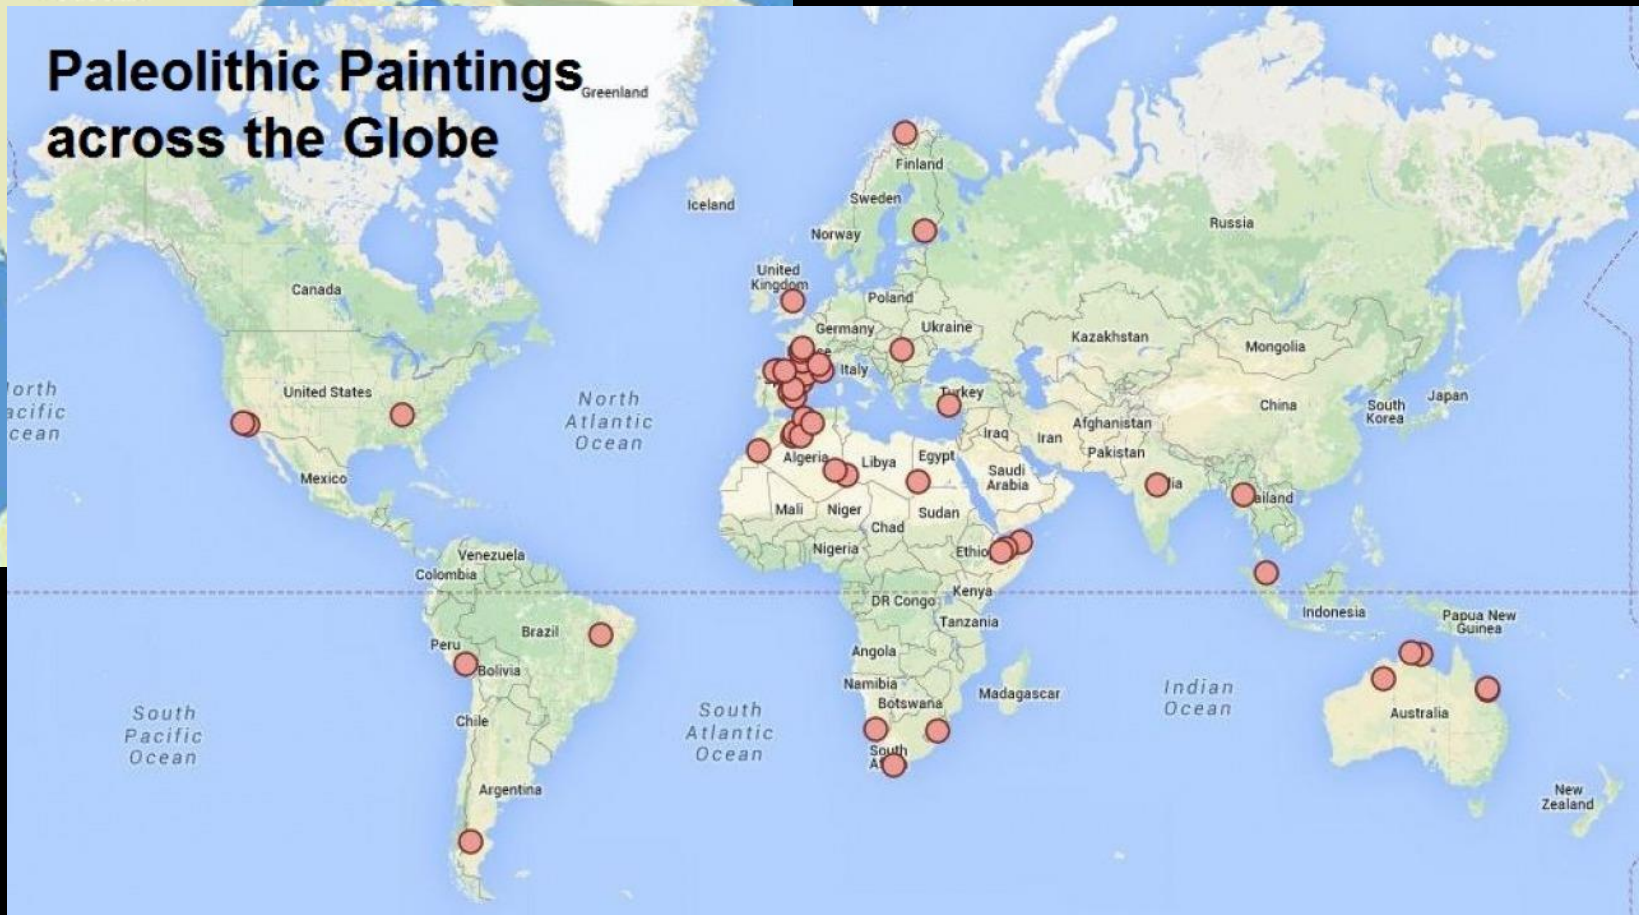 Paleolithic Paintings
across the Globe
Greenland
Finland
Iceland
Sweden
Norway
Russia
United
Kingdom
Canada
Poland
Germany
Ukraine
Kazakhstan
Mongolia
Italy
United States
Turkey
North
Atlantic
Ocean
China
South
Korea
Japan
Afghanistan
Iraq
Iran
Pakistan
Algeria
Libya
Egypt
Saudi
Arabia
Mexico
Mali
Niger
Sudan
Chad
Nigeria
Venezuela
Colombia
Kenya
DR Congo
Tanzania
Indonesia
Papua New
Guinea
Brazil
Peru
Bolivia
Angola
Namibia
Botswana
Madagascar
Indian
Ocean
Australia
Chile
South
Pacific
Ocean
South
Atlantic
Ocean
South
Argentina
New
Zealand